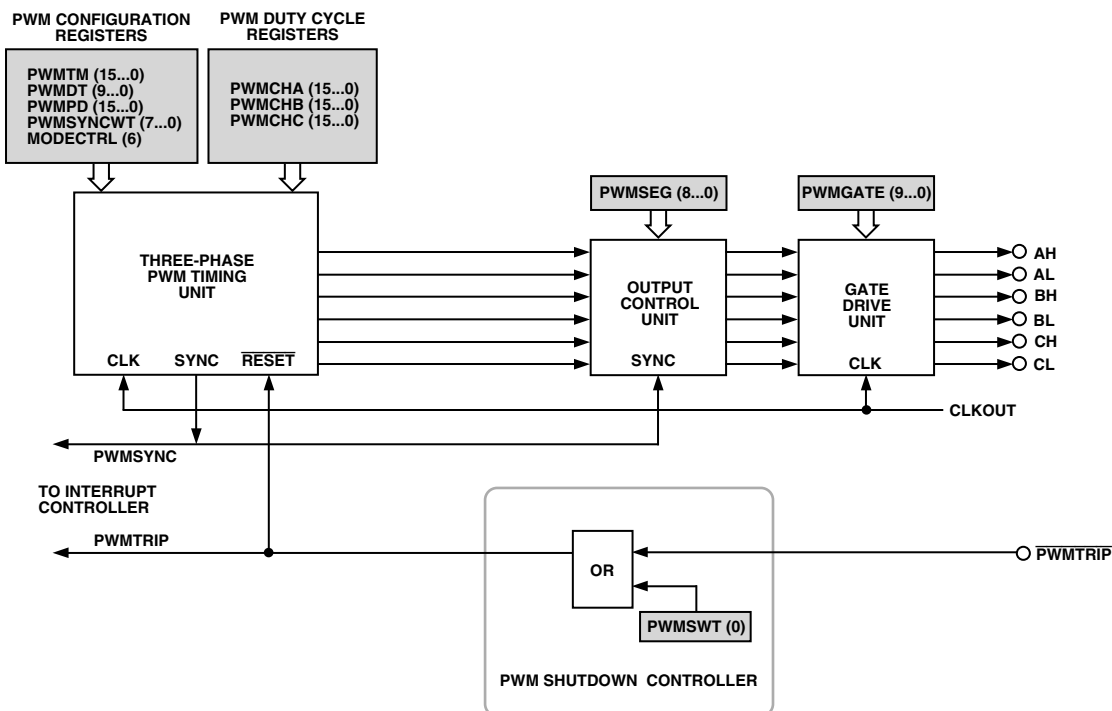 PWM CONFIGURATION
REGISTERS
PWM DUTY CYCLE
REGISTERS
PWMTM (15...0)
PWMDT (9...0)
PWMPD (15...0)
PWMSYNCWT (7...0)
MODECTRL (6)
PWMCHA (15...0)
PWMCHB (15...0)
PWMCHC (15...0)
PWMSEG (8...0)
PWMGATE (9...0)
THREE-PHASE
PWM TIMING
UNIT
CLK SYNC RESET
OUTPUT
CONTROL
UNIT
SYNC
GATE
DRIVE
UNIT
CLK
AH
AL
BH
BL
CH
CL
CLKOUT
PWMSYNC
TO INTERRUPT
CONTROLLER
PWMTRIP
OR
PWMTRIP
PWMSWT (0)
PWM SHUTDOWN CONTROLLER